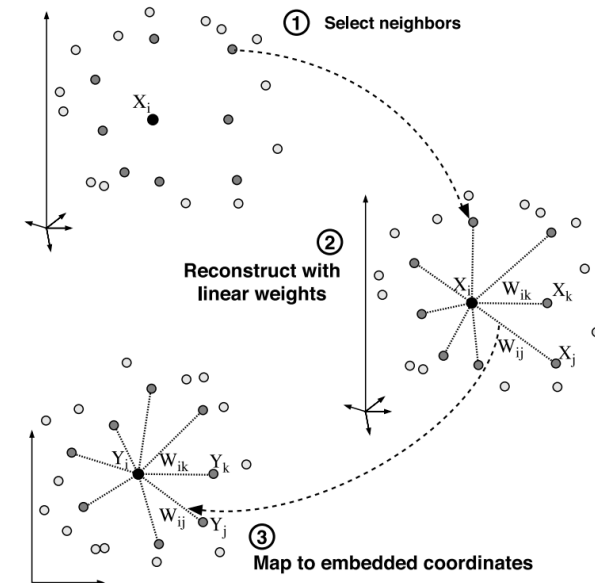 1 Select neighbors
X_i
2
Reconstruct with
linear weights
X_i
W_ik
X_k
W_ij
X_j
Y_i
W_ik
Y_k
W_ij
Y_j
3
Map to embedded coordinates